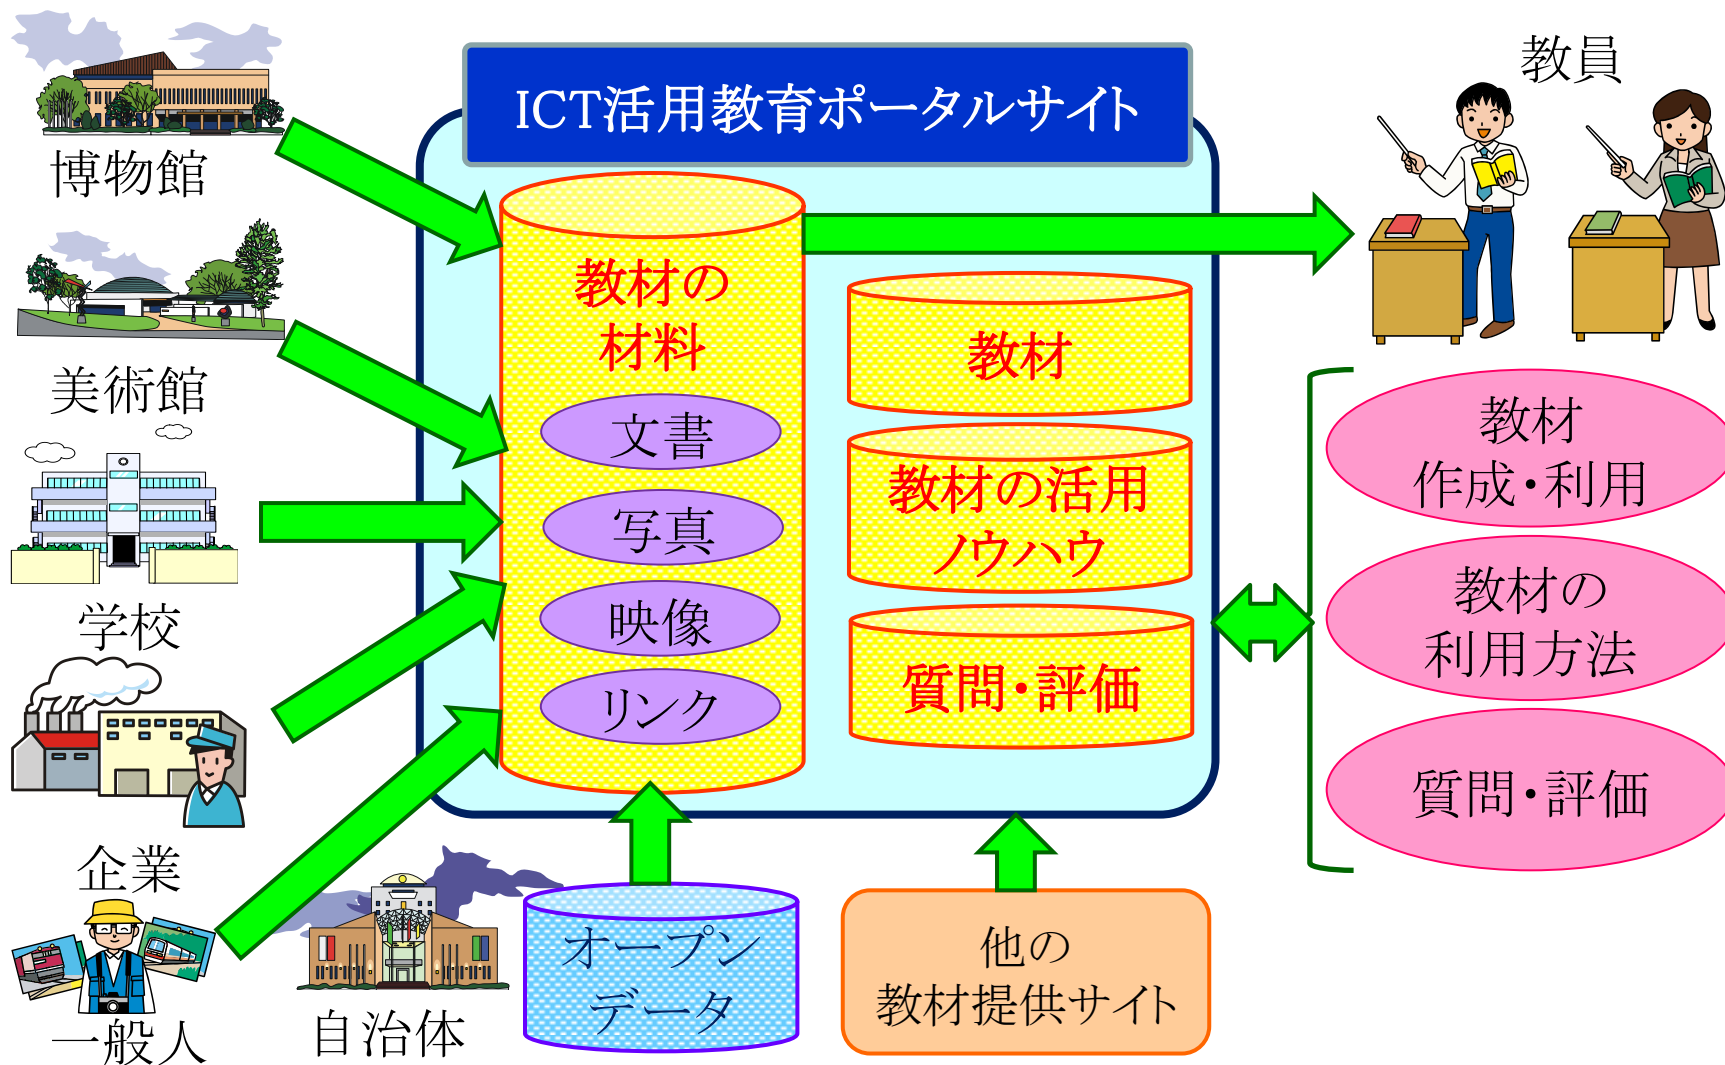 ICT活用教育ポータルサイト
博物館
美術館
学校
企業
一般人
自治体
教材の
材料
文書
写真
映像
リンク
教材
教材の活用
ノウハウ
質問・評価
オープン
データ
他の
教材提供サイト
教員
教材
作成・利用
教材の
利用方法
質問・評価